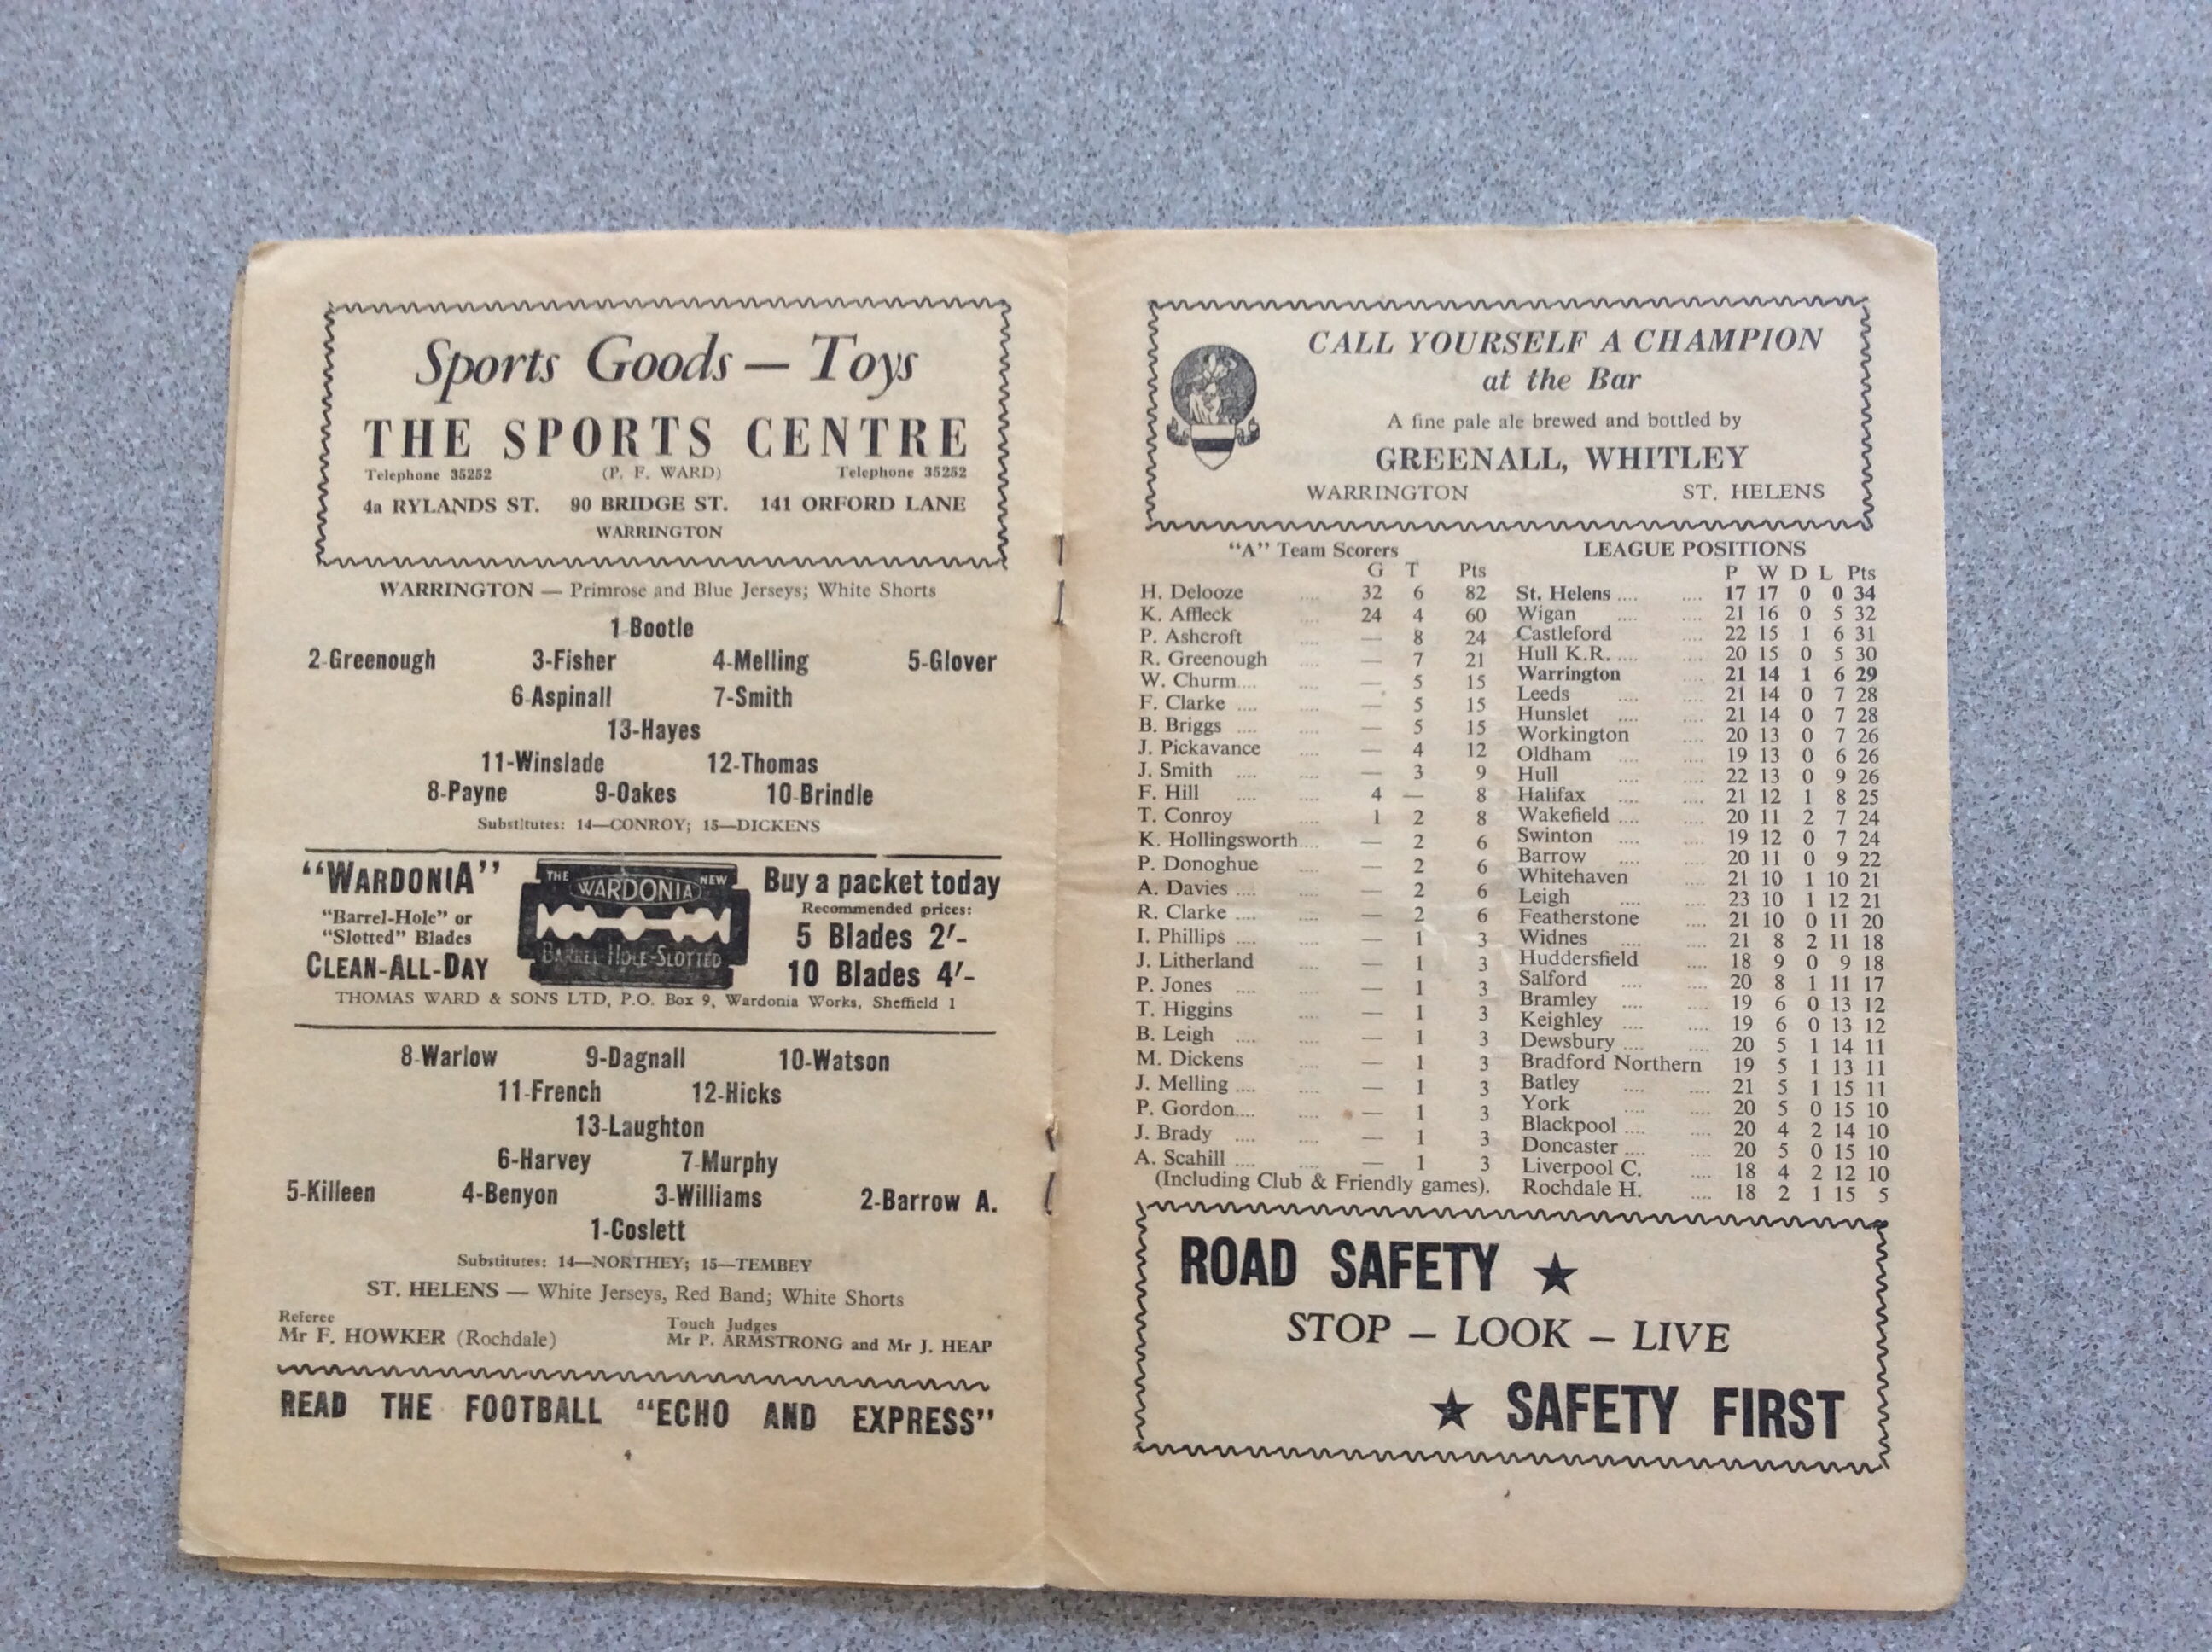 Sports Goods — Toys
THE SPORTS CENTRE
Telephone 35252 (P. F. WARD) Telephone 35252
4a RYLANDS ST. 90 BRIDGE ST. 141 ORFORD LANE
WARRINGTON
WARRINGTON — Primrose and Blue Jerseys; White Shorts
1-Bootle
2-Greenough 3-Fisher 4-Melling 5-Glover
6-Aspinall 7-Smith
13-Hayes
11-Winslade 12-Thomas
8-Payne 9-Oakes 10-Brindle
Substitutes: 14—CONROY; 15—DICKENS
"WARDONIA"
"Barrel-Hole" or
"Slotted" Blades
CLEAN-ALL-DAY
THE WARDONIA NEW
BARREL-HOLE-SLOTTED
Buy a packet today
Recommended prices:
5 Blades 2'-
10 Blades 4'-
THOMAS WARD & SONS LTD, P.O. Box 9, Wardonia Works, Sheffield 1
8-Warlow 9-Dagnall 10-Watson
11-French 12-Hicks
13-Laughton
6-Harvey 7-Murphy
5-Killeen 4-Benyon 3-Williams 2-Barrow A.
1-Coslett
Substitutes: 14—NORTHEY; 15—TEMBEY
ST. HELENS — White Jerseys, Red Band; White Shorts
Referee
Mr F. HOWKER (Rochdale)
Touch Judges
Mr P. ARMSTRONG and Mr J. HEAP
READ THE FOOTBALL "ECHO AND EXPRESS"
4
CALL YOURSELF A CHAMPION
at the Bar
A fine pale ale brewed and bottled by
GREENALL, WHITLEY
WARRINGTON ST. HELENS
"A" Team Scorers
G T Pts
H. Delooze .... 32 6 82
K. Affleck .... 24 4 60
P. Ashcroft .... — 8 24
R. Greenough .... — 7 21
W. Churm.... .... — 5 15
F. Clarke .... .... — 5 15
B. Briggs .... .... — 5 15
J. Pickavance .... — 4 12
J. Smith .... .... — 3 9
F. Hill .... .... 4 — 8
T. Conroy .... 1 2 8
K. Hollingsworth.... — 2 6
P. Donoghue .... — 2 6
A. Davies .... .... — 2 6
R. Clarke .... .... — 2 6
I. Phillips .... .... — 1 3
J. Litherland .... — 1 3
P. Jones .... .... — 1 3
T. Higgins .... — 1 3
B. Leigh .... .... — 1 3
M. Dickens .... — 1 3
J. Melling .... .... — 1 3
P. Gordon.... .... — 1 3
J. Brady .... .... — 1 3
A. Scahill .... .... — 1 3
(Including Club & Friendly games).
LEAGUE POSITIONS
P W D L Pts
St. Helens .... .... 17 17 0 0 34
Wigan .... .... 21 16 0 5 32
Castleford .... 22 15 1 6 31
Hull K.R. .... .... 20 15 0 5 30
Warrington .... 21 14 1 6 29
Leeds .... .... 21 14 0 7 28
Hunslet .... .... 21 14 0 7 28
Workington .... 20 13 0 7 26
Oldham .... .... 19 13 0 6 26
Hull .... .... 22 13 0 9 26
Halifax .... .... 21 12 1 8 25
Wakefield .... .... 20 11 2 7 24
Swinton .... .... 19 12 0 7 24
Barrow .... .... 20 11 0 9 22
Whitehaven .... 21 10 1 10 21
Leigh .... .... 23 10 1 12 21
Featherstone .... 21 10 0 11 20
Widnes .... .... 21 8 2 11 18
Huddersfield .... 18 9 0 9 18
Salford .... .... 20 8 1 11 17
Bramley .... .... 19 6 0 13 12
Keighley .... .... 19 6 0 13 12
Dewsbury .... .... 20 5 1 14 11
Bradford Northern 19 5 1 13 11
Batley .... .... 21 5 1 15 11
York .... .... 20 5 0 15 10
Blackpool .... .... 20 4 2 14 10
Doncaster .... .... 20 5 0 15 10
Liverpool C. .... 18 4 2 12 10
Rochdale H. .... 18 2 1 15 5
ROAD SAFETY ★
STOP – LOOK – LIVE
★ SAFETY FIRST